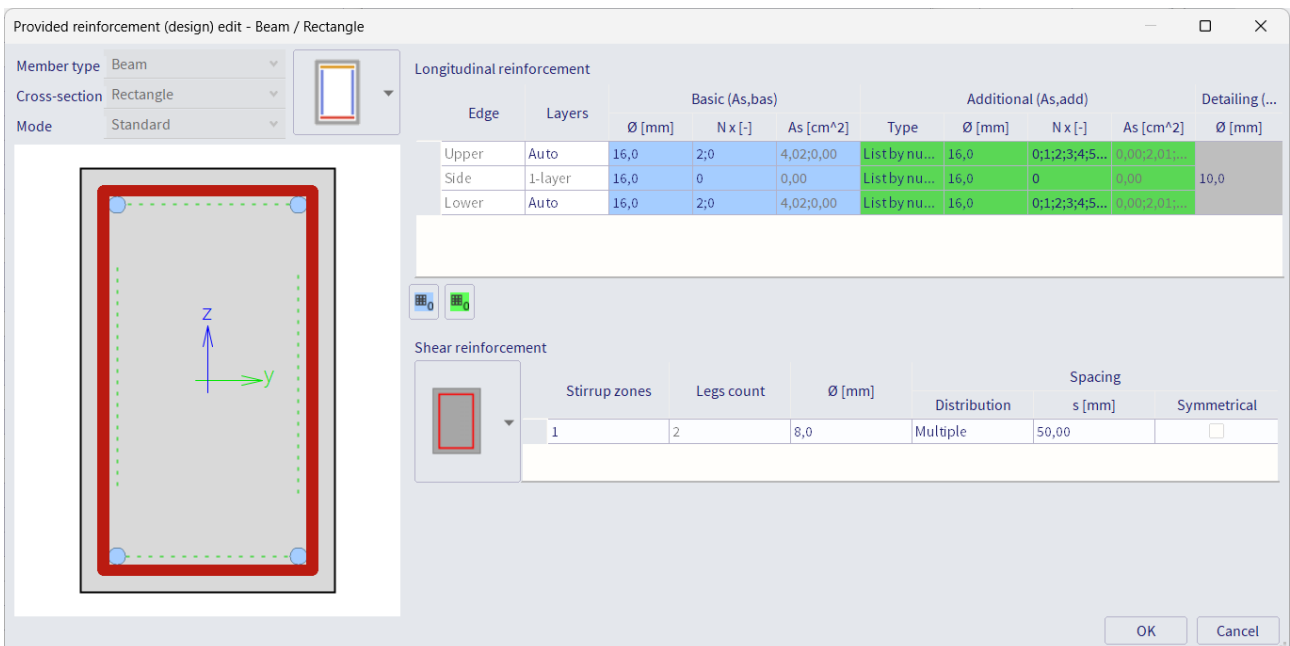 Provided reinforcement (design) edit - Beam / Rectangle
Member type Beam
Cross-section Rectangle
Mode Standard
Longitudinal reinforcement
Edge Layers Basic (As,bas) Additional (As,add) Detailing (...
Ø [mm] N x [-] As [cm^2] Type Ø [mm] N x [-] As [cm^2] Ø [mm]
Upper Auto 16,0 2;0 4,02;0,00 List by nu... 16,0 0;1;2;3;4;5... 0,00;2,01;...
Side 1-layer 16,0 0 0,00 List by nu... 16,0 0 0,00 10,0
Lower Auto 16,0 2;0 4,02;0,00 List by nu... 16,0 0;1;2;3;4;5... 0,00;2,01;...
0 0
z
y
Shear reinforcement
Stirrup zones Legs count Ø [mm] Spacing
Distribution s [mm] Symmetrical
1 2 8,0 Multiple 50,00
OK Cancel